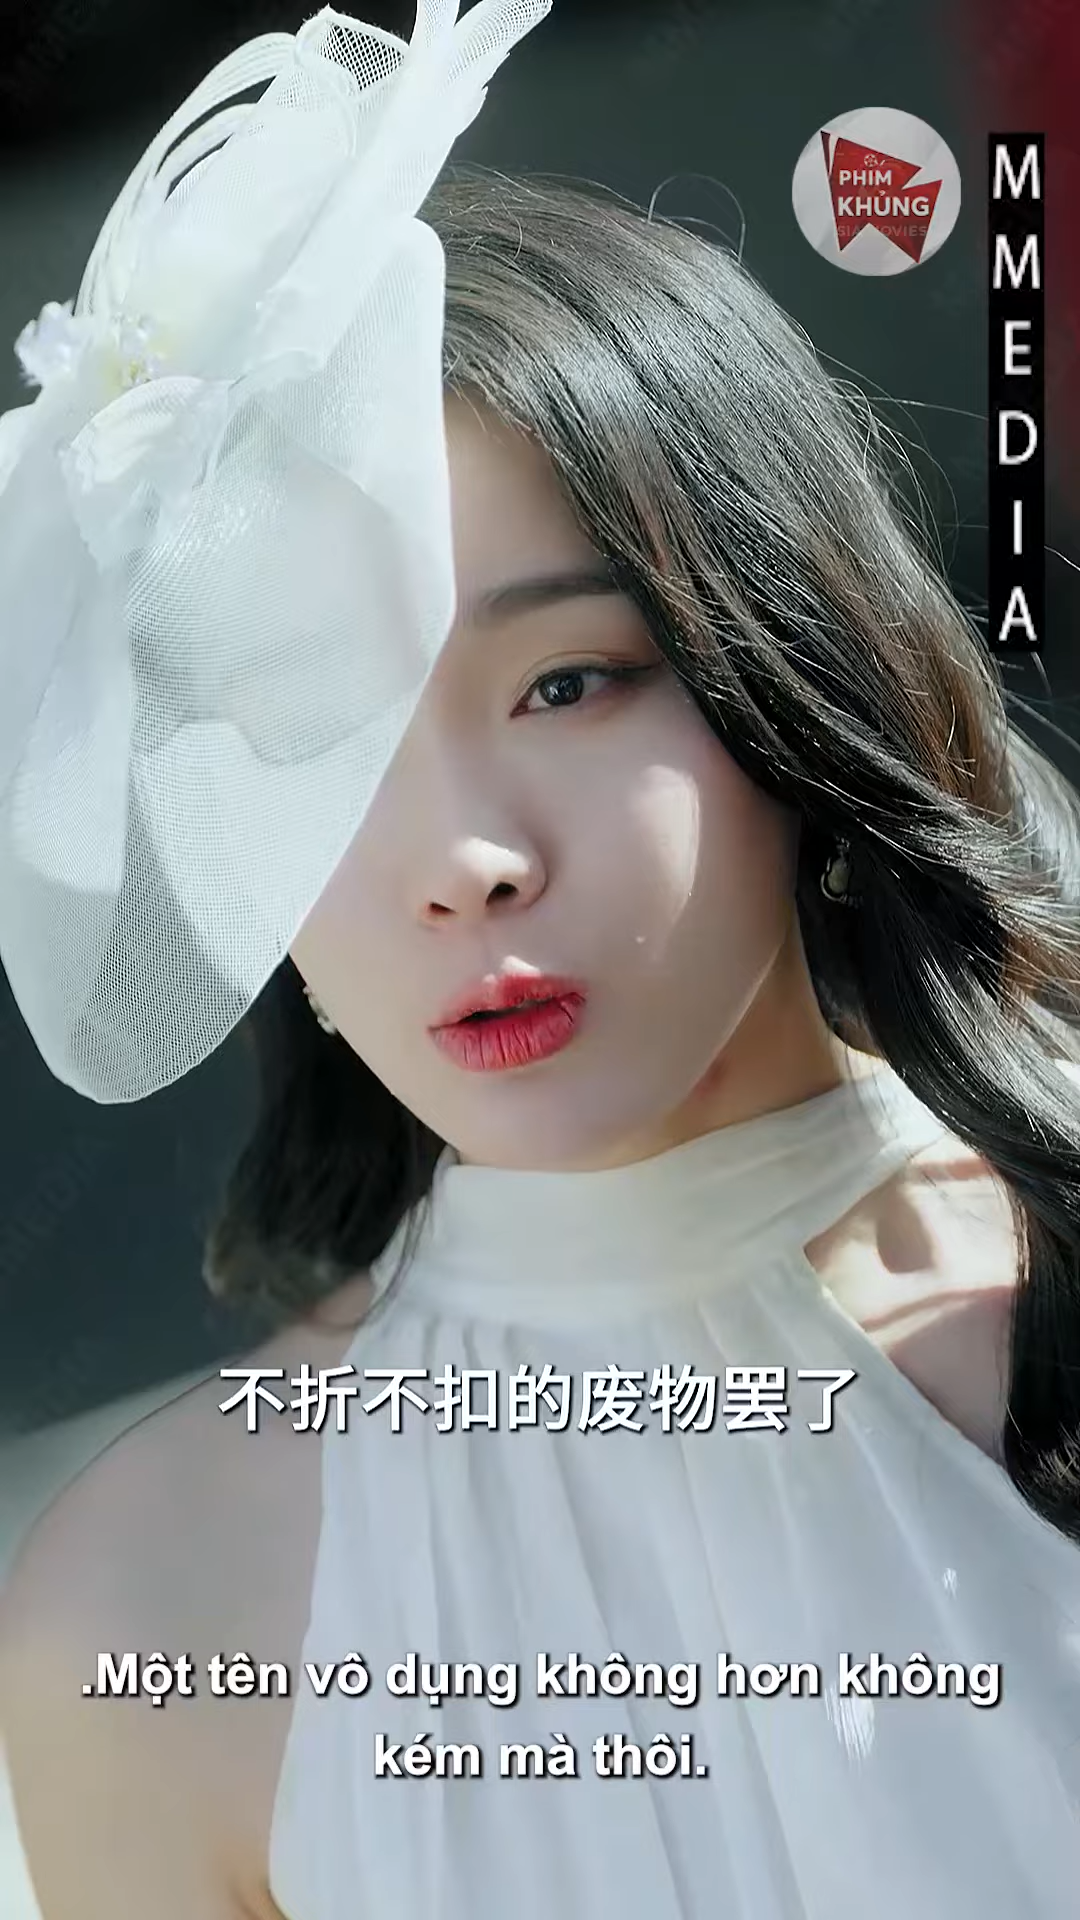 PHIM
KHỦNG
MMEDIA
不折不扣的废物罢了
.Một tên vô dụng không hơn không
kém mà thôi.